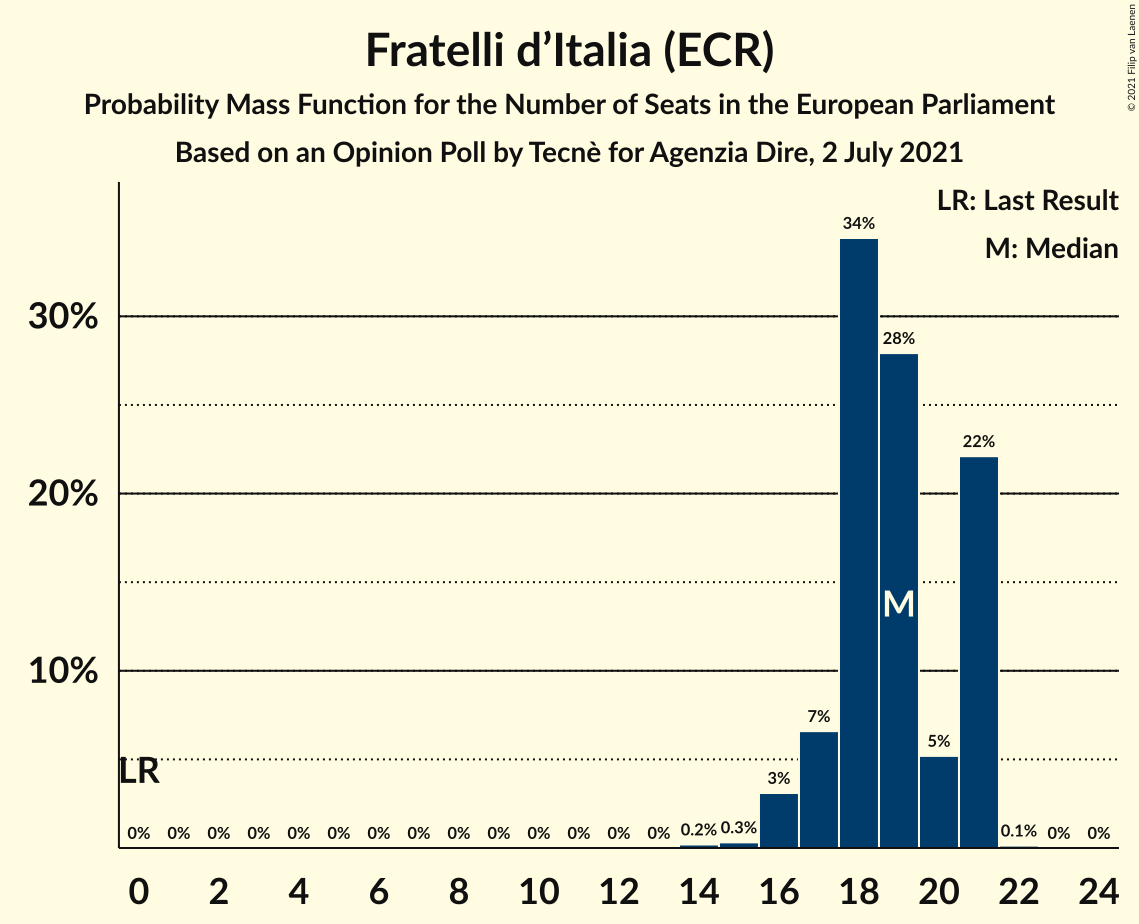 Fratelli d’Italia (ECR)
Probability Mass Function for the Number of Seats in the European Parliament
Based on an Opinion Poll by Tecnè for Agenzia Dire, 2 July 2021
© 2021 Filip van Laenen
LR: Last Result
M: Median
34%
30%
28%
22%
20%
M
10%
7%
5%
LR
3%
0% 0% 0% 0% 0% 0% 0% 0% 0% 0% 0% 0% 0% 0% 0.2% 0.3% 0.1% 0% 0%
0 2 4 6 8 10 12 14 16 18 20 22 24